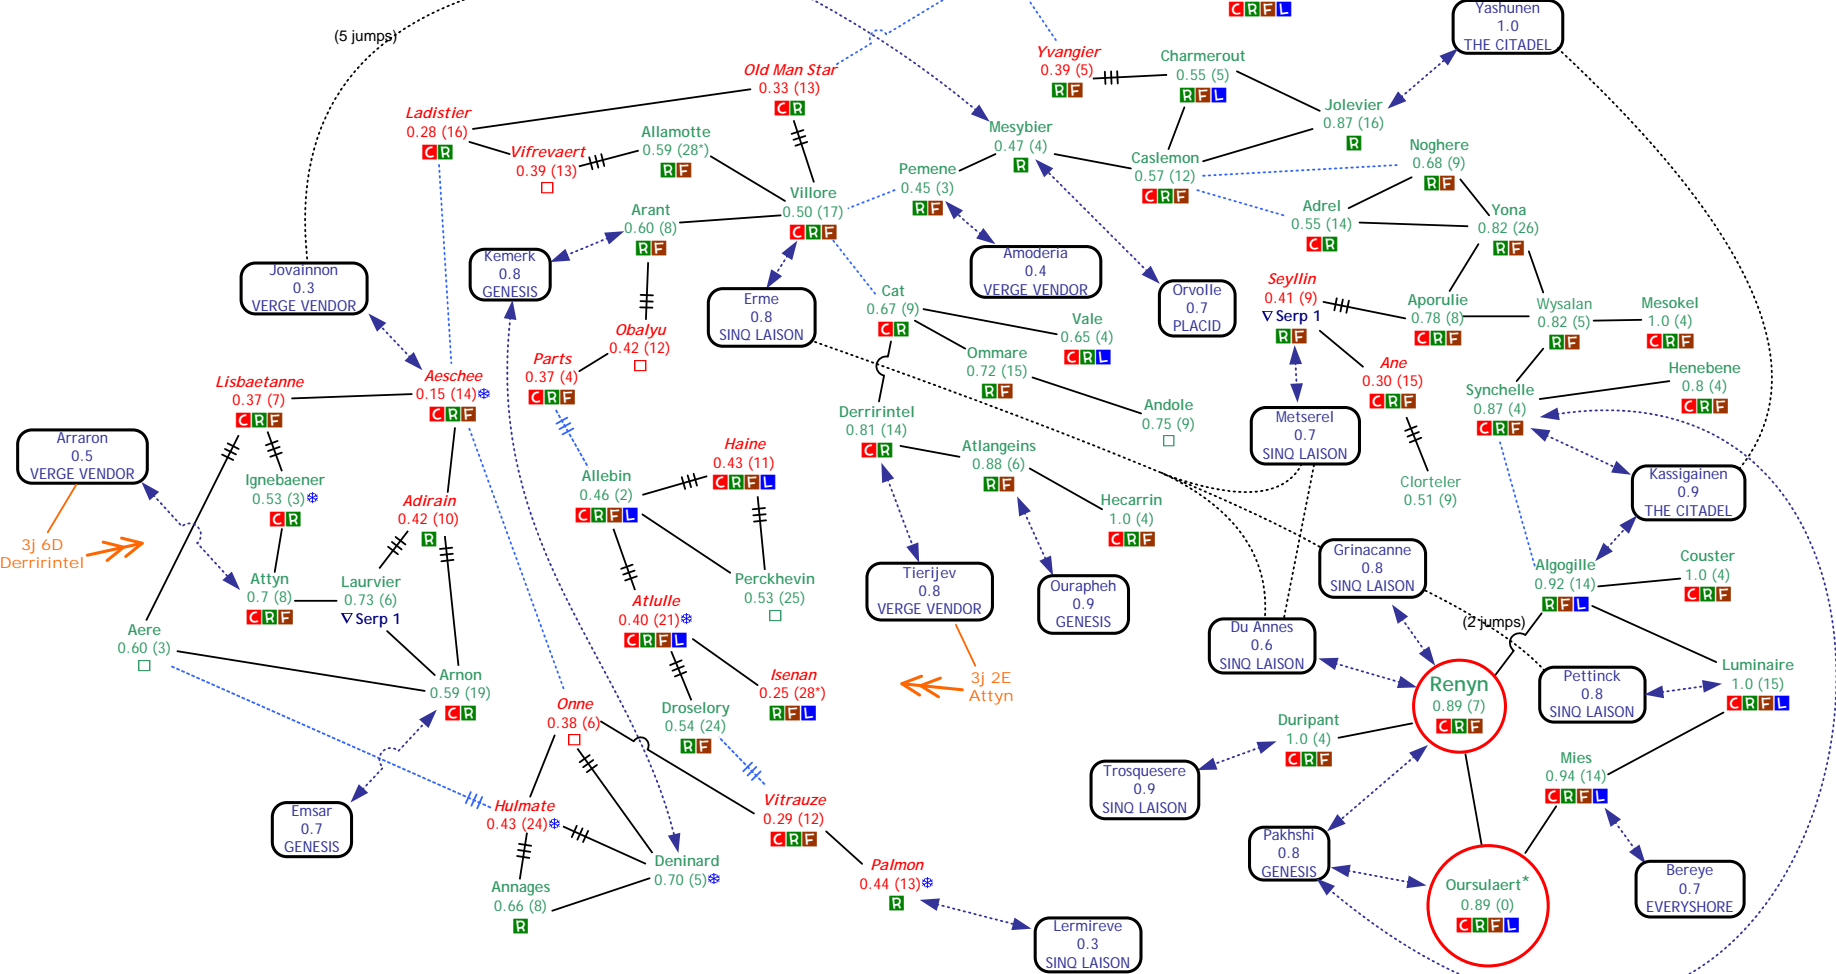 C R F L
Yashunen
1.0
THE CITADEL
(5 jumps)
Yvangier
0.39 (5)
R F
Charmerout
0.55 (5)
R F L
Old Man Star
0.33 (13)
C R
Ladistier
0.28 (16)
C R
Allamotte
0.59 (28*)
R F
Vifrevaert
0.39 (13)
Mesybier
0.47 (4)
R
Jolevier
0.87 (16)
R
Caslemon
0.57 (12)
C R F
Noghere
0.68 (9)
R F
Pemene
0.45 (3)
R F
Villore
0.50 (17)
C R F
Arant
0.60 (8)
R F
Adrel
0.55 (14)
C R
Yona
0.82 (26)
R F
Kemerk
0.8
GENESIS
Jovainnon
0.3
VERGE VENDOR
Amoderia
0.4
VERGE VENDOR
Orvolle
0.7
PLACID
Erme
0.8
SINQ LAISON
Cat
0.67 (9)
C R
Seyllin
0.41 (9)
∇ Serp 1
R F
Aporulie
0.78 (8)
C R F
Wysalan
0.82 (5)
R F
Mesokel
1.0 (4)
C R F
Vale
0.65 (4)
C R L
Obalyu
0.42 (12)
Parts
0.37 (4)
C R F
Ommare
0.72 (15)
R F
Ane
0.30 (15)
C R F
Henebene
0.8 (4)
C R F
Synchelle
0.87 (4)
C R F
Lisbaetanne
0.37 (7)
C R F
Aeschee
0.15 (14)❄
C R F
Andole
0.75 (9)
Derririntel
0.81 (14)
C R
Metserel
0.7
SINQ LAISON
Arraron
0.5
VERGE VENDOR
Haine
0.43 (11)
C R F L
Atlangeins
0.88 (6)
R F
Ignebaener
0.53 (3)❄
C R
Allebin
0.46 (2)
C R F L
Clorteler
0.51 (9)
Kassigainen
0.9
THE CITADEL
Adirain
0.42 (10)
R
Hecarrin
1.0 (4)
C R F
3j 6D
Derririntel
Grinacanne
0.8
SINQ LAISON
Algogille
0.92 (14)
R F L
Couster
1.0 (4)
C R F
Attyn
0.7 (8)
C R F
Laurvier
0.73 (6)
∇ Serp 1
Perckhevin
0.53 (25)
Tierijev
0.8
VERGE VENDOR
Ourapheh
0.9
GENESIS
Atlulle
0.40 (21)❄
C R F L
(2 jumps)
Aere
0.60 (3)
Du Annes
0.6
SINQ LAISON
Arnon
0.59 (19)
C R
Isenan
0.25 (28*)
R F L
3j 2E
Attyn
Renyn
0.89 (7)
C R F
Pettinck
0.8
SINQ LAISON
Luminaire
1.0 (15)
C R F L
Onne
0.38 (6)
Droselory
0.54 (24)
R F
Duripant
1.0 (4)
C R F
Trosquesere
0.9
SINQ LAISON
Mies
0.94 (14)
C R F L
Emsar
0.7
GENESIS
Hulmate
0.43 (24)❄
Vitrauze
0.29 (12)
C R F
Pakhshi
0.8
GENESIS
Deninard
0.70 (5)❄
Palmon
0.44 (13)❄
R
Annages
0.66 (8)
R
Oursulaert*
0.89 (0)
C R F L
Bereye
0.7
EVERYSHORE
Lermireve
0.3
SINQ LAISON